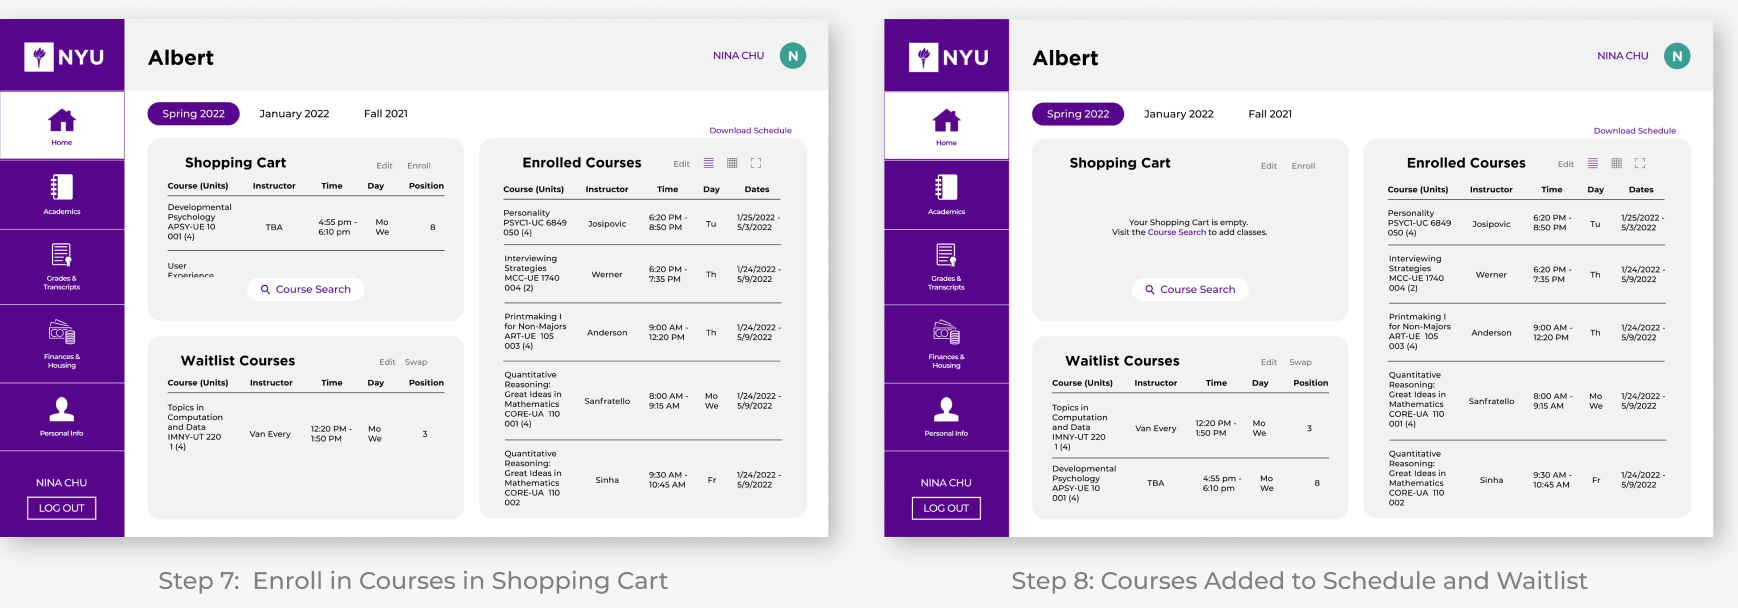 NYU
Albert
NINA CHU
N
Home
Academics
Grades &
Transcripts
Finances &
Housing
Personal Info
NINA CHU
LOG OUT
Spring 2022 January 2022 Fall 2021
Download Schedule
Shopping Cart Edit Enroll
Course (Units) Instructor Time Day Position
Developmental
Psychology
APSY-UE 10
001 (4)
TBA
4:55 pm -
6:10 pm
Mo
We
8
User
Experience
Course Search
Waitlist Courses Edit Swap
Course (Units) Instructor Time Day Position
Topics in
Computation
and Data
IMNY-UT 220
1 (4)
Van Every
12:20 PM -
1:50 PM
Mo
We
3
Enrolled Courses Edit
Course (Units) Instructor Time Day Dates
Personality
PSYC1-UC 6849
050 (4)
Josipovic
6:20 PM -
8:50 PM
Tu
1/25/2022 -
5/3/2022
Interviewing
Strategies
MCC-UE 1740
004 (2)
Werner
6:20 PM -
7:35 PM
Th
1/24/2022 -
5/9/2022
Printmaking I
for Non-Majors
ART-UE 105
003 (4)
Anderson
9:00 AM -
12:20 PM
Th
1/24/2022 -
5/9/2022
Quantitative
Reasoning:
Great Ideas in
Mathematics
CORE-UA 110
001 (4)
Sanfratello
8:00 AM -
9:15 AM
Mo
We
1/24/2022 -
5/9/2022
Quantitative
Reasoning:
Great Ideas in
Mathematics
CORE-UA 110
002
Sinha
9:30 AM -
10:45 AM
Fr
1/24/2022 -
5/9/2022
Step 7: Enroll in Courses in Shopping Cart
NYU
Albert
NINA CHU
N
Home
Academics
Grades &
Transcripts
Finances &
Housing
Personal Info
NINA CHU
LOG OUT
Spring 2022 January 2022 Fall 2021
Download Schedule
Shopping Cart Edit Enroll
Your Shopping Cart is empty.
Visit the Course Search to add classes.
Course Search
Waitlist Courses Edit Swap
Course (Units) Instructor Time Day Position
Topics in
Computation
and Data
IMNY-UT 220
1 (4)
Van Every
12:20 PM -
1:50 PM
Mo
We
3
Developmental
Psychology
APSY-UE 10
001 (4)
TBA
4:55 pm -
6:10 pm
Mo
We
8
Enrolled Courses Edit
Course (Units) Instructor Time Day Dates
Personality
PSYC1-UC 6849
050 (4)
Josipovic
6:20 PM -
8:50 PM
Tu
1/25/2022 -
5/3/2022
Interviewing
Strategies
MCC-UE 1740
004 (2)
Werner
6:20 PM -
7:35 PM
Th
1/24/2022 -
5/9/2022
Printmaking I
for Non-Majors
ART-UE 105
003 (4)
Anderson
9:00 AM -
12:20 PM
Th
1/24/2022 -
5/9/2022
Quantitative
Reasoning:
Great Ideas in
Mathematics
CORE-UA 110
001 (4)
Sanfratello
8:00 AM -
9:15 AM
Mo
We
1/24/2022 -
5/9/2022
Quantitative
Reasoning:
Great Ideas in
Mathematics
CORE-UA 110
002
Sinha
9:30 AM -
10:45 AM
Fr
1/24/2022 -
5/9/2022
Step 8: Courses Added to Schedule and Waitlist